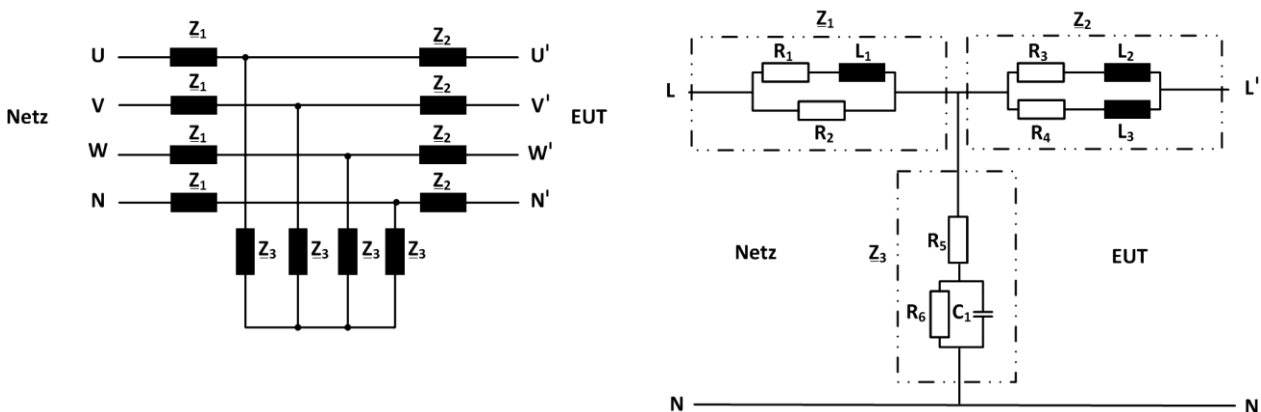 Z₁ Z₂
U U'
Z₁ Z₂
V V'
Netz EUT
Z₁ Z₂
W W'
Z₁ Z₂
N N'
Z₃ Z₃ Z₃ Z₃
Z₁ Z₂
R₁ L₁ R₃ L₂
L L'
R₂ R₄ L₃
Netz Z₃ R₅ EUT
R₆ C₁
N N